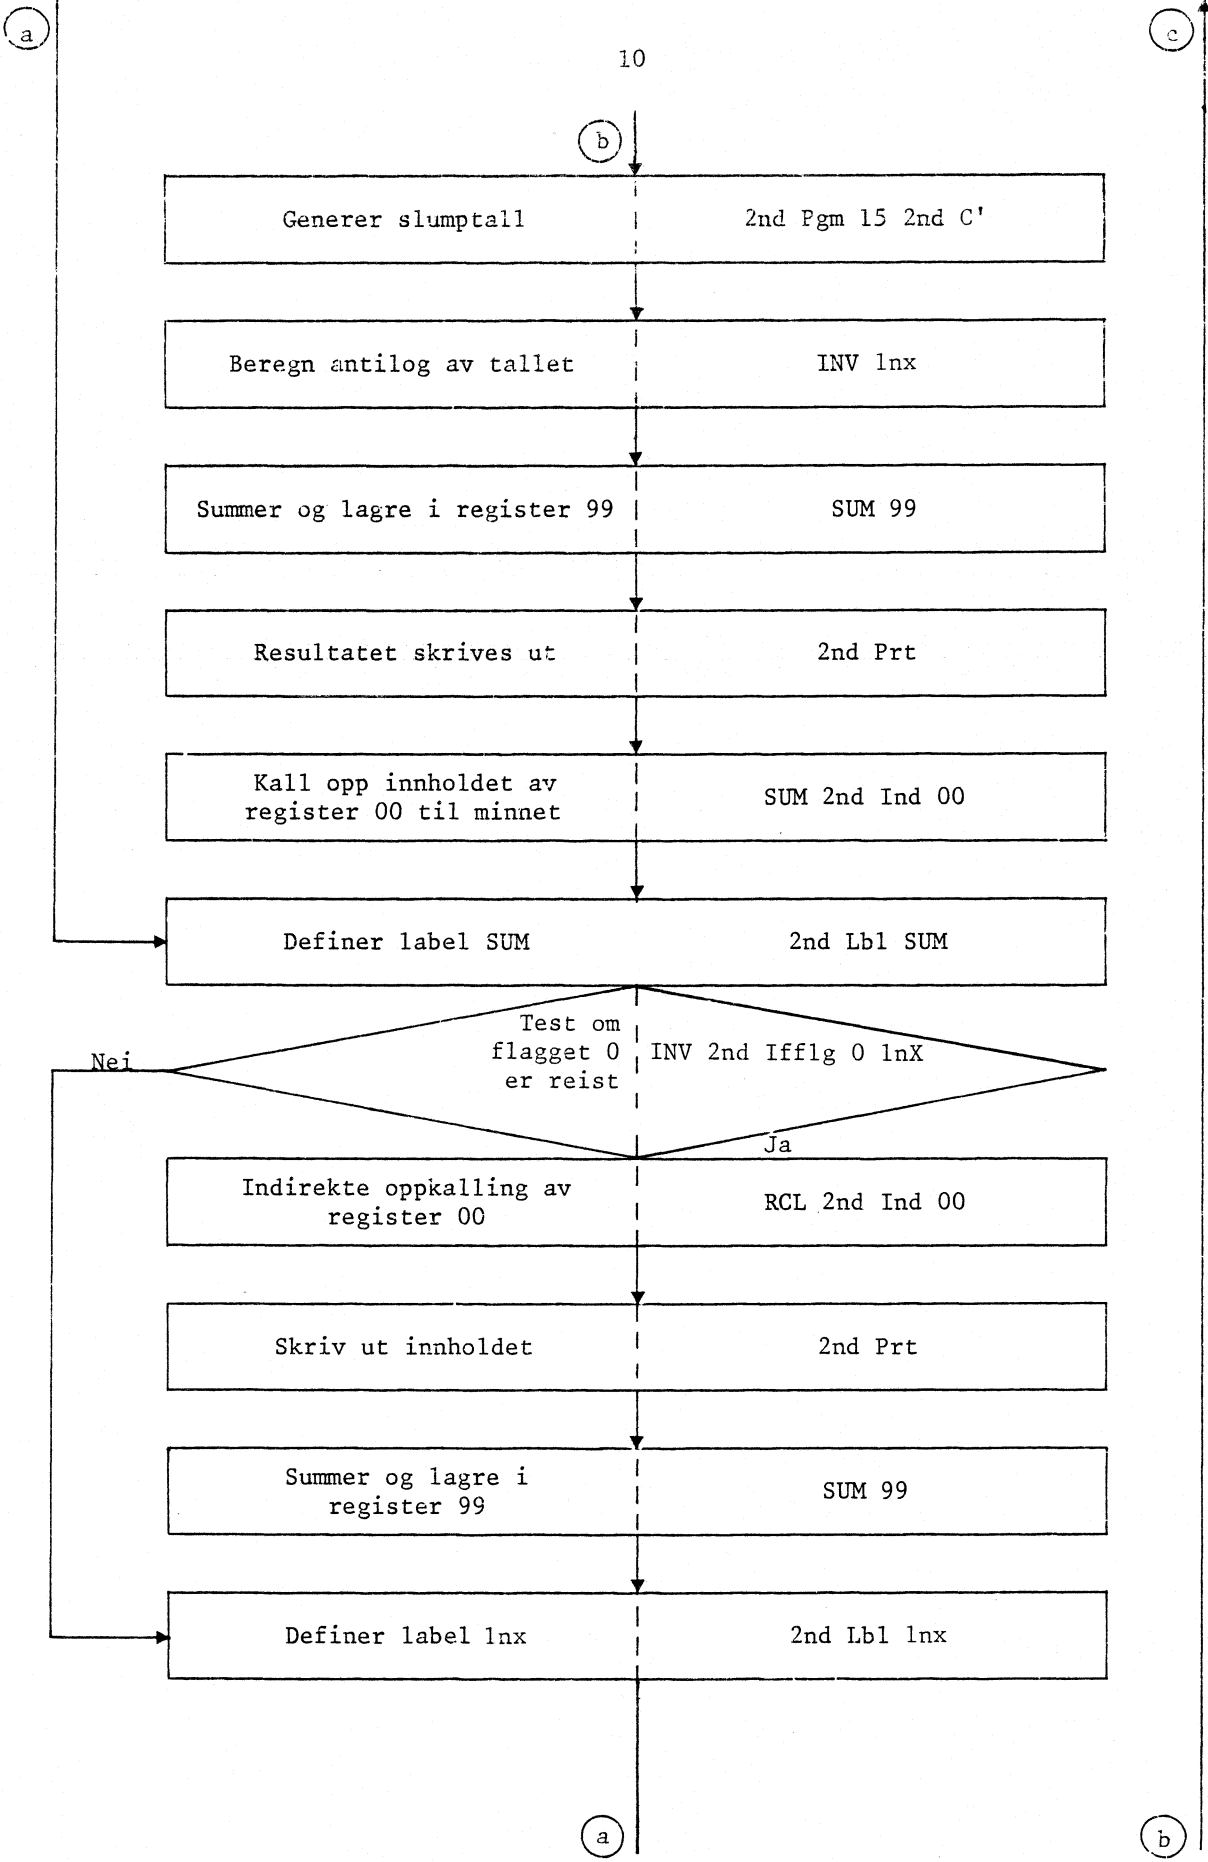 a
c
10
b
Generer slumptall
2nd Pgm 15 2nd C'
Beregn antilog av tallet
INV lnx
Summer og lagre i register 99
SUM 99
Resultatet skrives ut
2nd Prt
Kall opp innholdet av
register 00 til minnet
SUM 2nd Ind 00
Definer label SUM
2nd Lbl SUM
Test om
flagget 0
er reist
INV 2nd Ifflg 0 lnX
Nei
Ja
Indirekte oppkalling av
register 00
RCL 2nd Ind 00
Skriv ut innholdet
2nd Prt
Summer og lagre i
register 99
SUM 99
Definer label lnx
2nd Lbl lnx
a
b